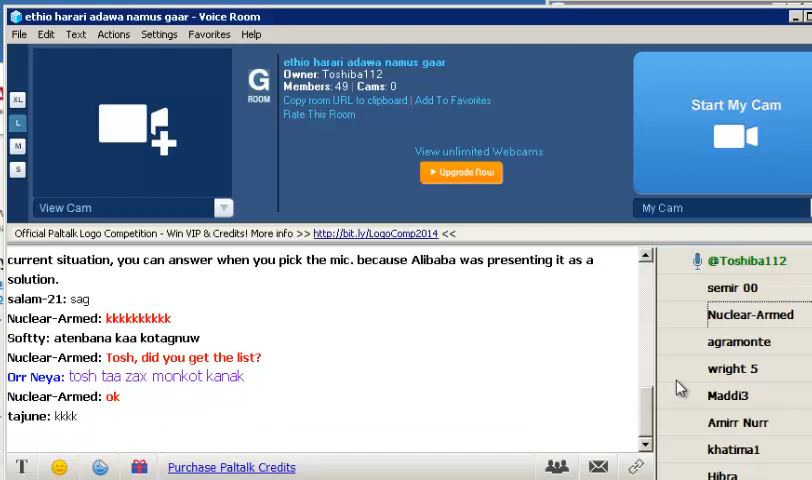 ethio harari adawa namus gaar - Voice Room
File Edit Text Actions Settings Favorites Help
XL
L
M
S
View Cam
G
ROOM
ethio harari adawa namus gaar
Owner: Toshiba112
Members: 49 | Cams: 0
Copy room URL to clipboard | Add To Favorites
Rate This Room
View unlimited Webcams
Upgrade Now
Start My Cam
My Cam
Official Paltalk Logo Competition - Win VIP & Credits! More info >> http://bit.ly/LogoComp2014 <<
current situation, you can answer when you pick the mic. because Alibaba was presenting it as a
solution.
salam-21: sag
Nuclear-Armed: kkkkkkkkkk
Softty: atenbana kaa kotagnuw
Nuclear-Armed: Tosh, did you get the list?
Orr Neya: tosh taa zax monkot kanak
Nuclear-Armed: ok
tajune: kkkk
@Toshiba112
semir 00
Nuclear-Armed
agramonte
wright 5
Maddi3
Amirr Nurr
khatima1
Hibra
T
Purchase Paltalk Credits